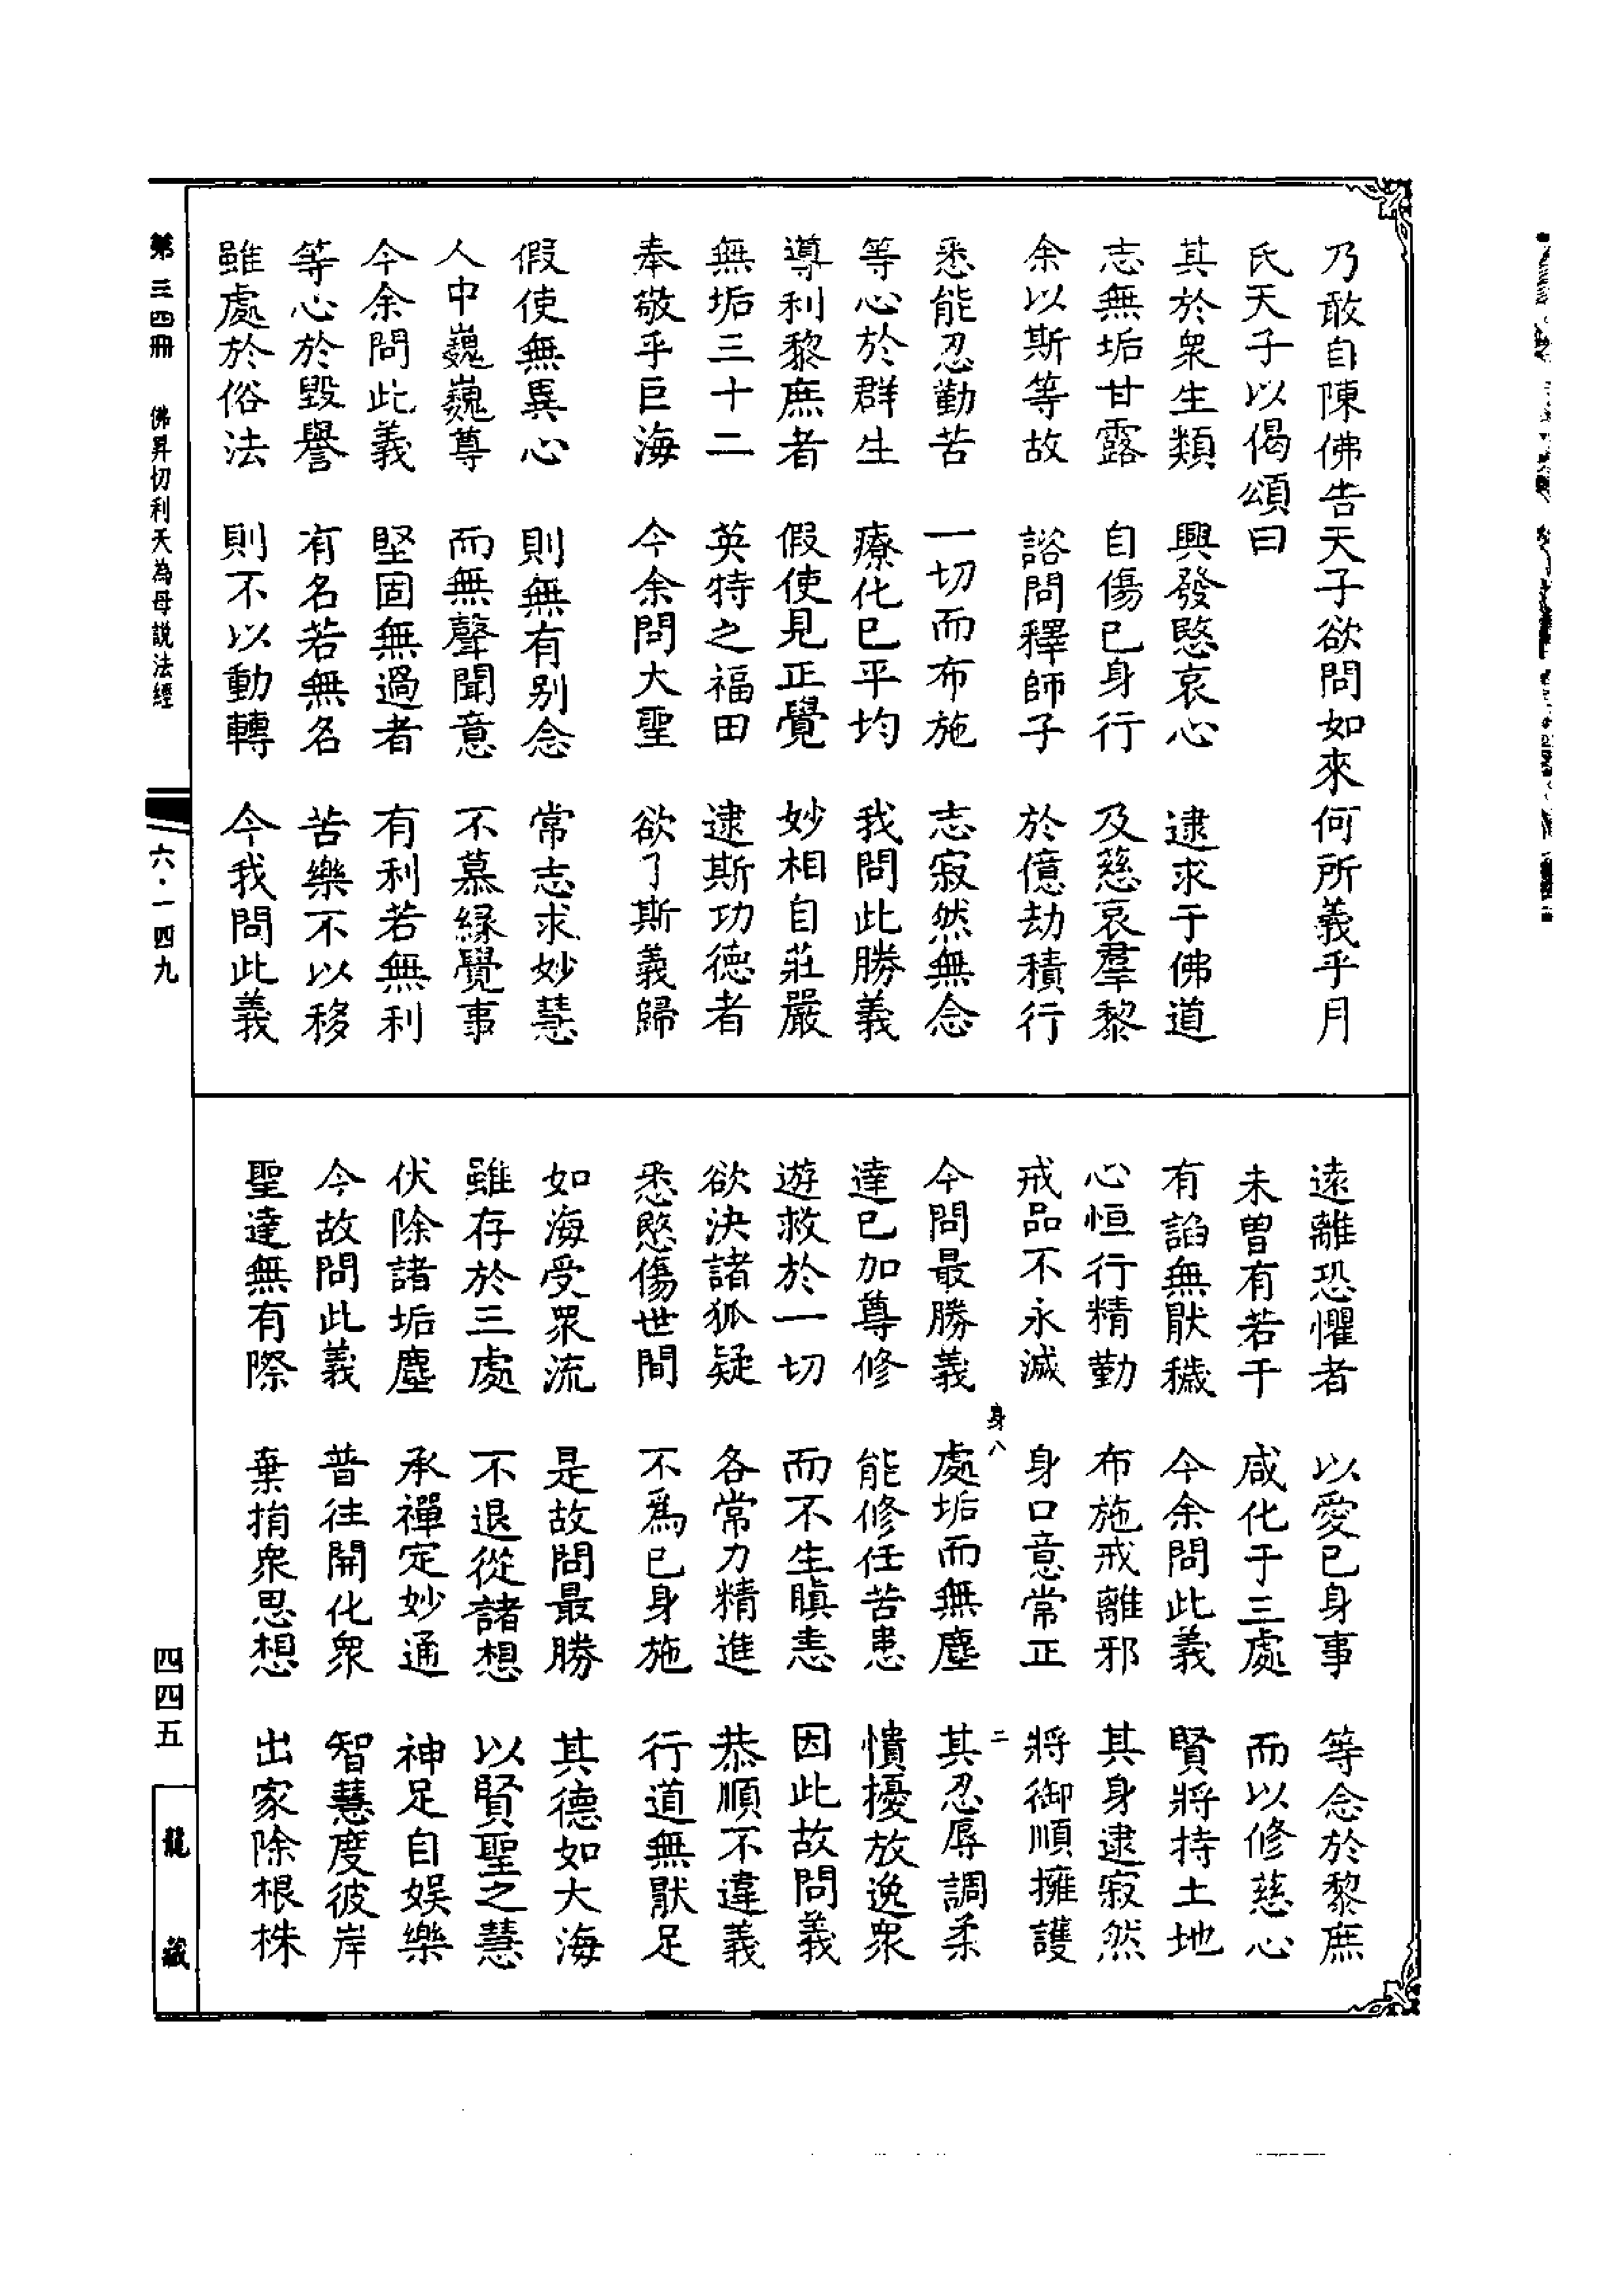 乃敢自陳佛告天子欲問如來何所義乎月
氏天子以偈頌曰
其於衆生類　興發愍哀心　逮求于佛道
志無垢甘露　自傷已身行　及慈哀羣黎
余以斯等故　諮問釋師子　於億劫積行
悉能忍勤苦　一切而布施　志寂然無念
等心於群生　療化已平均　我問此勝義
導利黎庶者　假使見正覺　妙相自莊嚴
無垢三十二　英特之福田　逮斯功德者
奉敬乎巨海　今余問大聖　欲了斯義歸
假使無異心　則無有別念　常志求妙慧
人中巍巍尊　而無聲聞意　不慕緣覺事
今余問此義　堅固無過者　有利若無利
等心於毀譽　有名若無名　苦樂不以移
雖處於俗法　則不以動轉　今我問此義
遠離恐懼者　以愛已身事　等念於黎庶
未曾有若干　咸化于三處　而以修慈心
有諂無猒穢　今余問此義　賢將持土地
心恒行精勤　布施戒離邪　其身逮寂然
戒品不永滅　身口意常正　將御順擁護
身八　二
今問最勝義　處垢而無塵　其忍辱調柔
達已加尊修　能修任苦患　憒擾放逸衆
遊救於一切　而不生瞋恚　因此故問義
欲決諸狐疑　各常力精進　恭順不違義
悉愍傷世間　不爲已身施　行道無猒足
如海受衆流　是故問最勝　其德如大海
雖存於三處　不退從諸想　以賢聖之慧
伏除諸垢塵　承禪定妙通　神足自娛樂
今故問此義　普往開化衆　智慧度彼岸
聖達無有際　棄捐衆思想　出家除根株
第三四冊　佛昇忉利天為母說法經　六·一四九
四四五　龍藏